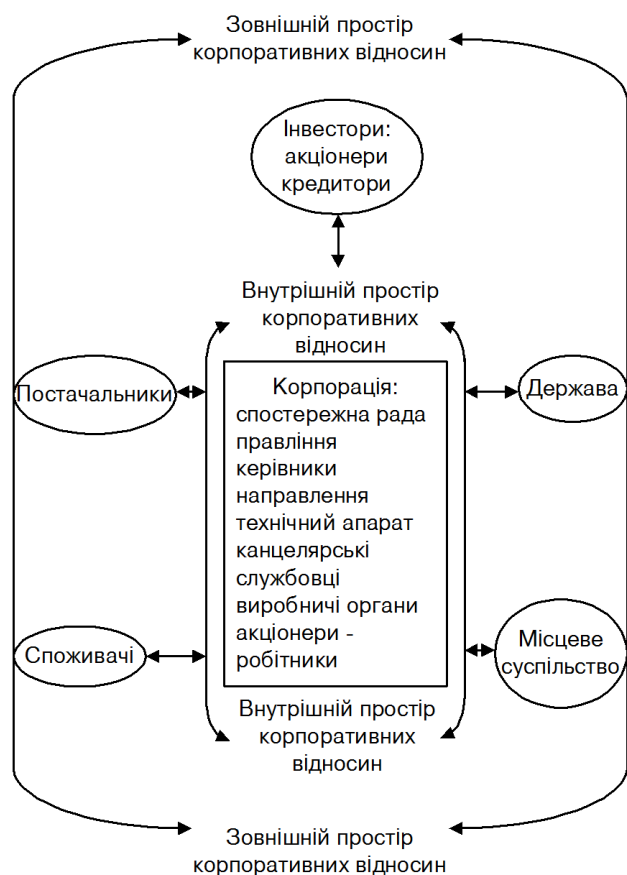 Зовнішній простір
корпоративних відносин
Інвестори:
акціонери
кредитори
Внутрішній простір
корпоративних
відносин
Постачальники
Корпорація:
спостережна рада
правління
керівники
направлення
технічний апарат
канцелярські
службовці
виробничі органи
акціонери -
робітники
Держава
Споживачі
Місцеве
суспільство
Внутрішній простір
корпоративних
відносин
Зовнішній простір
корпоративних відносин